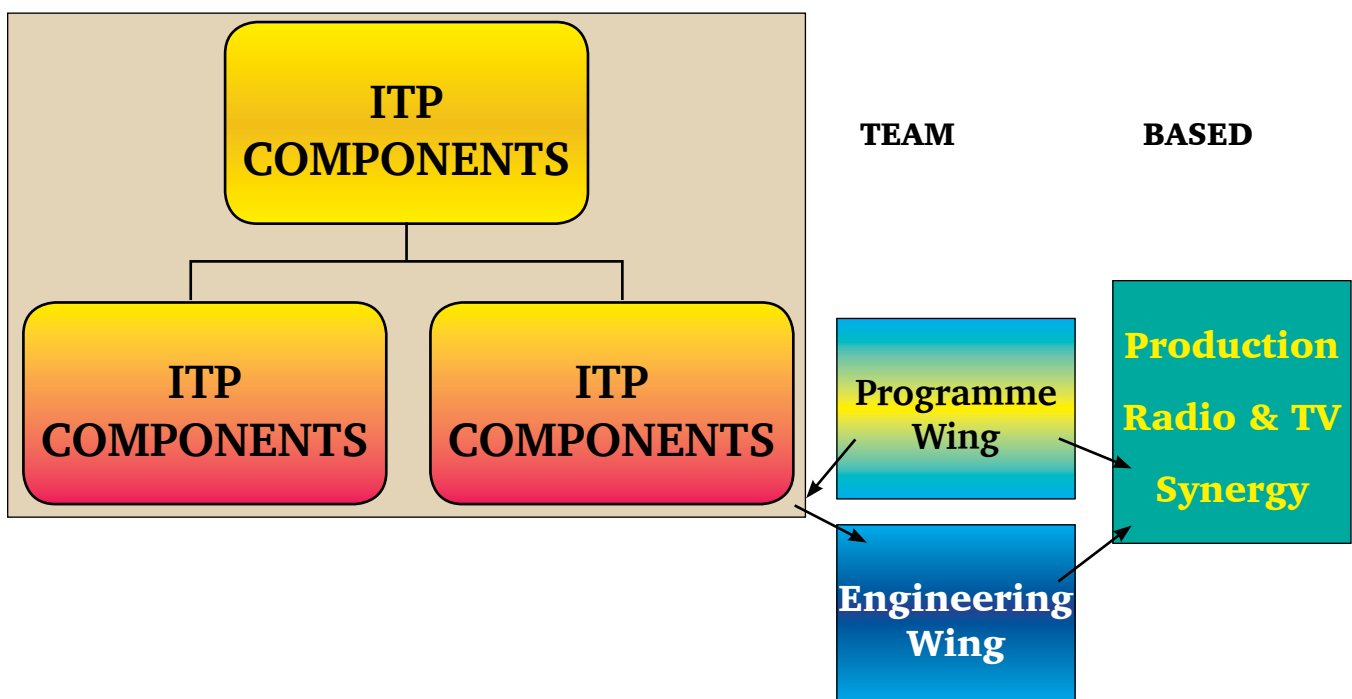 ITP
COMPONENTS
ITP
COMPONENTS
ITP
COMPONENTS
TEAM BASED
Programme
Wing
Engineering
Wing
Production
Radio & TV
Synergy